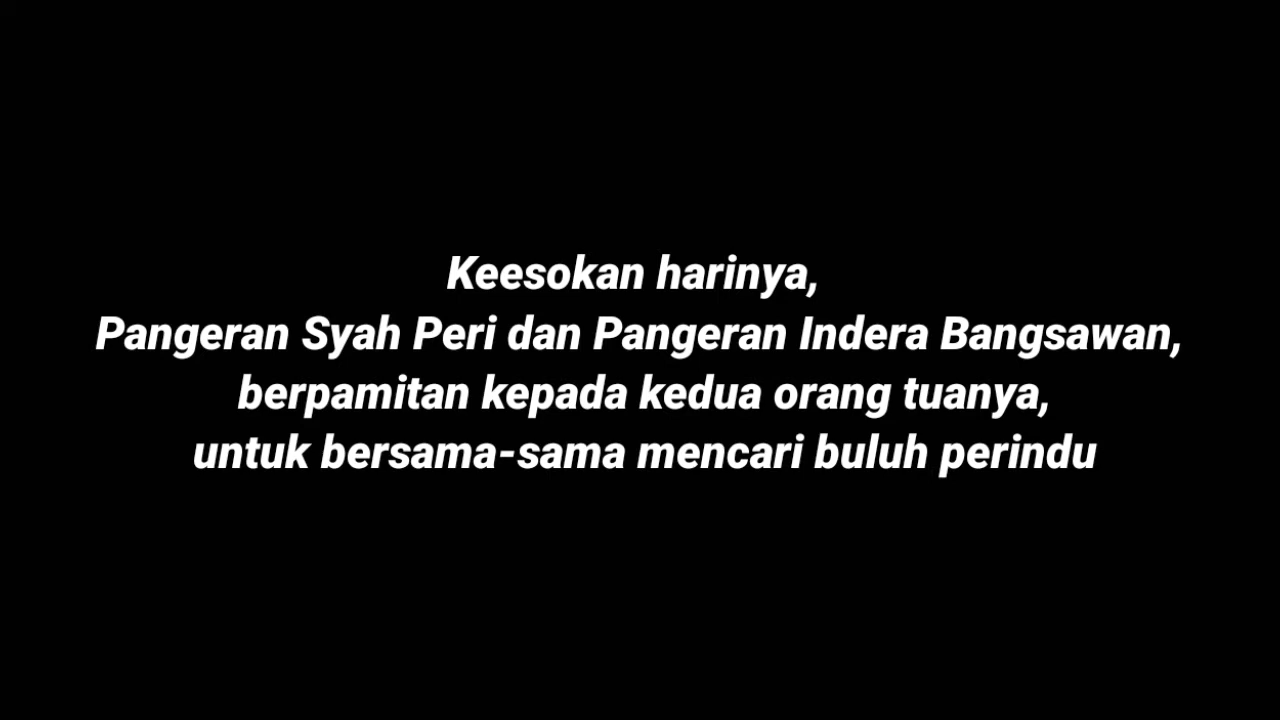 Keesokan harinya,
Pangeran Syah Peri dan Pangeran Indera Bangsawan,
berpamitan kepada kedua orang tuanya,
untuk bersama-sama mencari buluh perindu